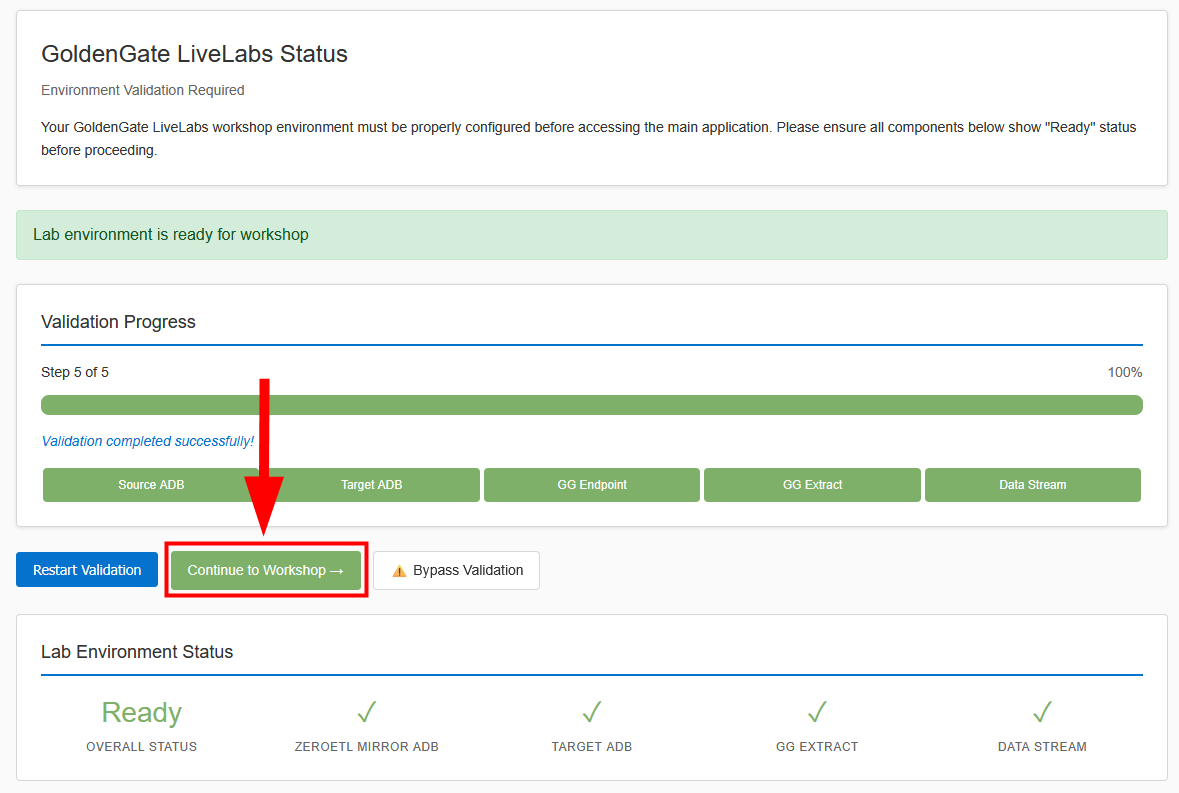 GoldenGate LiveLabs Status
Environment Validation Required
Your GoldenGate LiveLabs workshop environment must be properly configured before accessing the main application. Please ensure all components below show "Ready" status
before proceeding.
Lab environment is ready for workshop
Validation Progress
Step 5 of 5 100%
Validation completed successfully!
Source ADB Target ADB GG Endpoint GG Extract Data Stream
Restart Validation Continue to Workshop → Bypass Validation
Lab Environment Status
Ready ✓ ✓ ✓ ✓
OVERALL STATUS ZEROETL MIRROR ADB TARGET ADB GG EXTRACT DATA STREAM